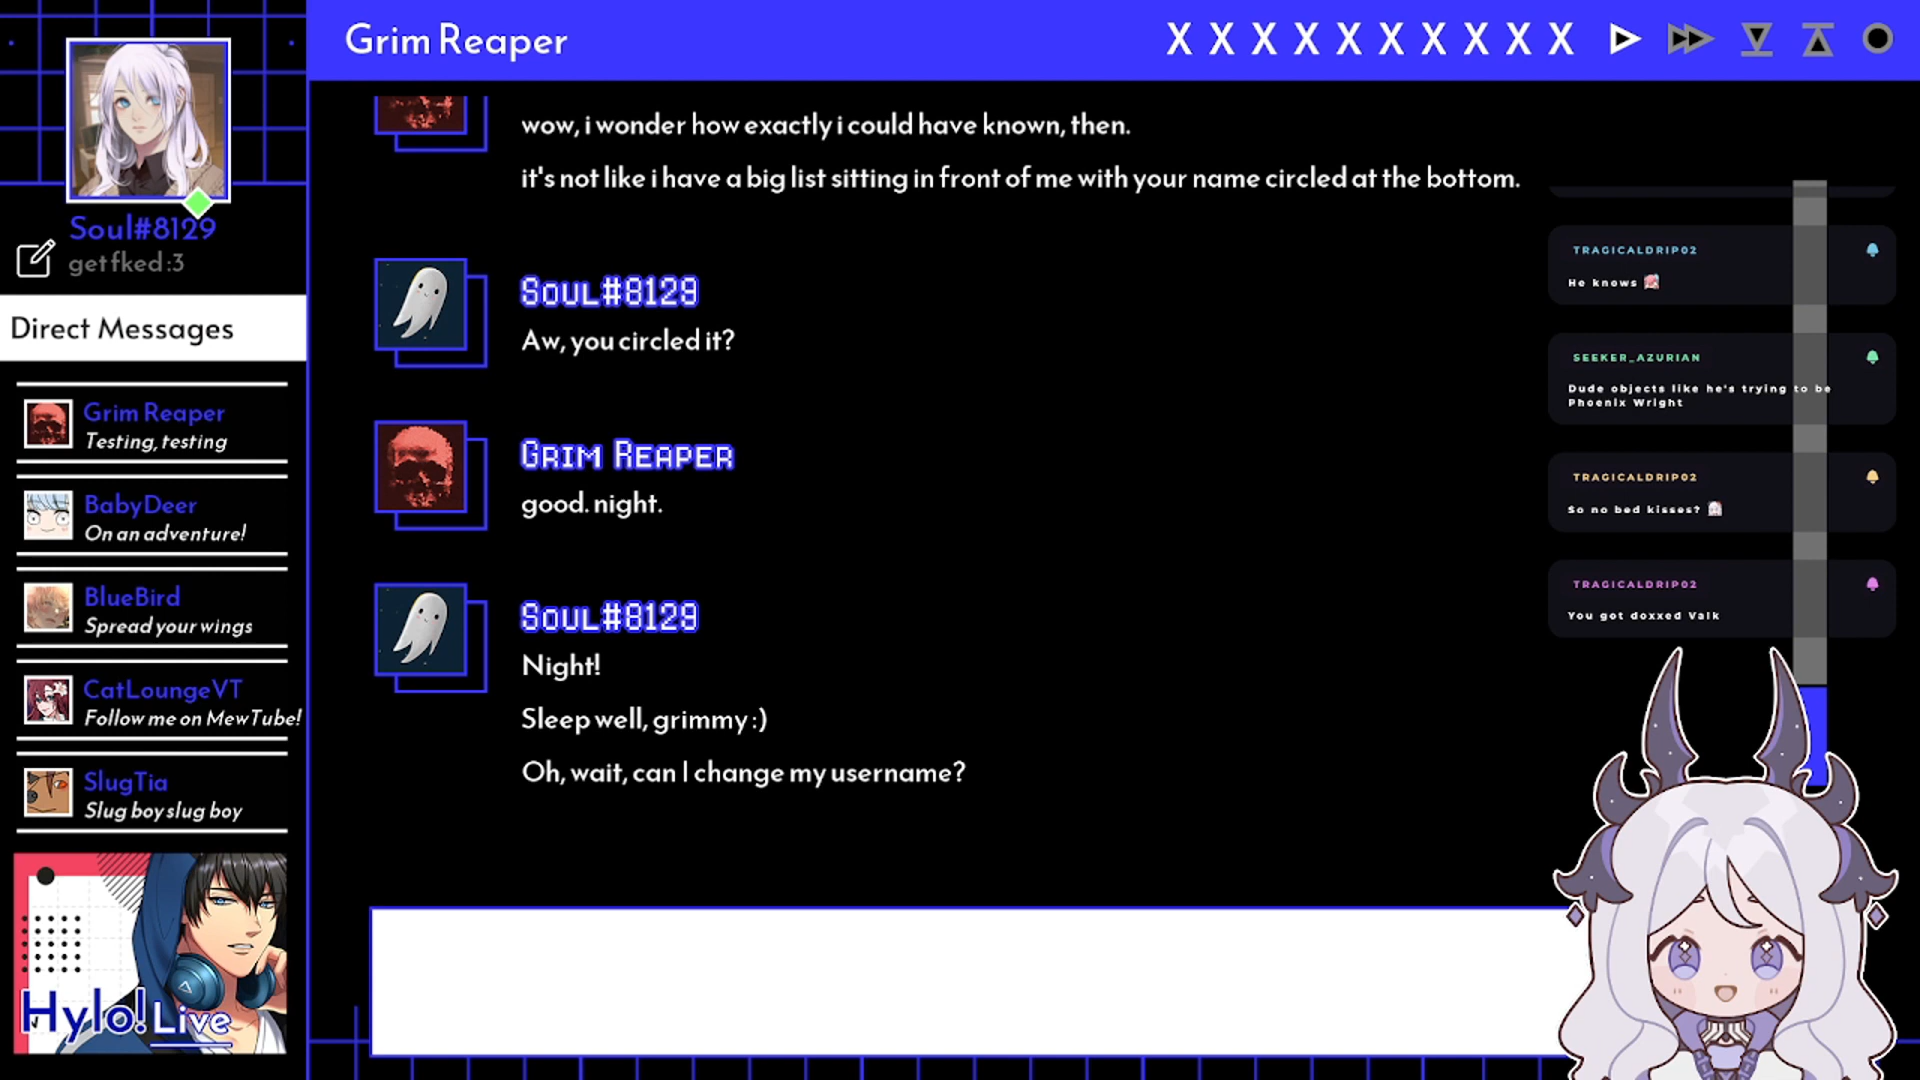 Grim Reaper
X X X X X X X X X X
Soul#8129
get fked :3
Direct Messages
Grim Reaper
Testing, testing
BabyDeer
On an adventure!
BlueBird
Spread your wings
CatLoungeVT
Follow me on MewTube!
SlugTia
Slug boy slug boy
Hylo! Live
wow, i wonder how exactly i could have known, then.
it's not like i have a big list sitting in front of me with your name circled at the bottom.
Soul#8129
Aw, you circled it?
Grim Reaper
good. night.
Soul#8129
Night!
Sleep well, grimmy :)
Oh, wait, can I change my username?
TRAGICALDRIP02
He knows
SEEKER_AZURIAN
Dude objects like he's trying to be
Phoenix Wright
TRAGICALDRIP02
So no bed kisses?
TRAGICALDRIP02
You got doxxed Valk